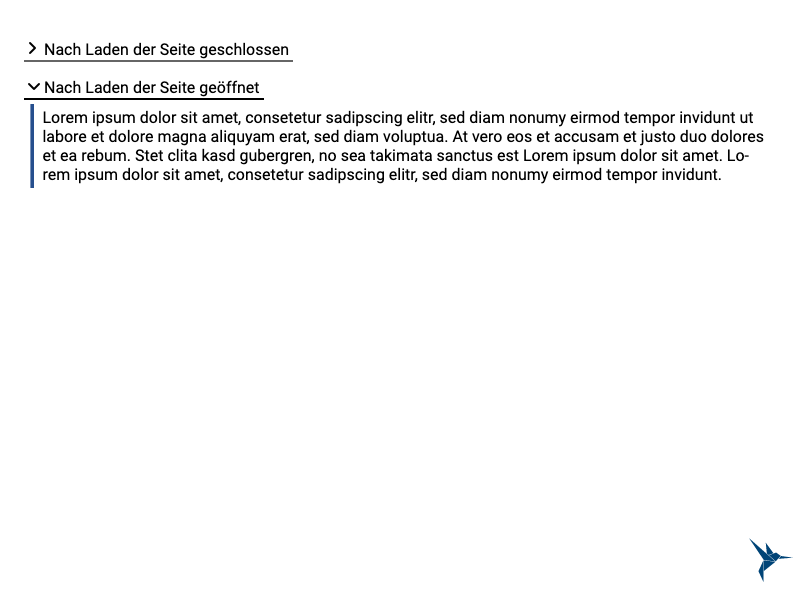 Nach Laden der Seite geschlossen
Nach Laden der Seite geöffnet
Lorem ipsum dolor sit amet, consetetur sadipscing elitr, sed diam nonumy eirmod tempor invidunt ut
labore et dolore magna aliquyam erat, sed diam voluptua. At vero eos et accusam et justo duo dolores
et ea rebum. Stet clita kasd gubergren, no sea takimata sanctus est Lorem ipsum dolor sit amet. Lo-
rem ipsum dolor sit amet, consetetur sadipscing elitr, sed diam nonumy eirmod tempor invidunt.